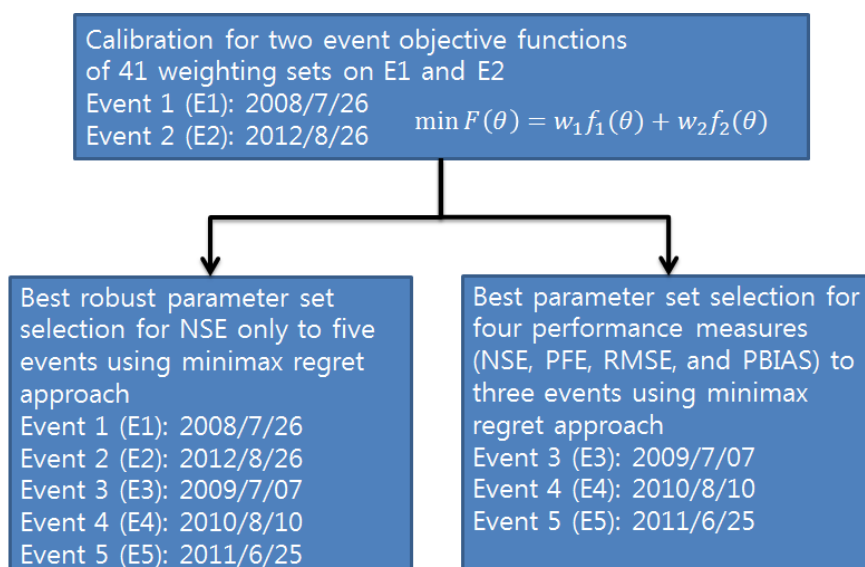 Calibration for two event objective functions
of 41 weighting sets on E1 and E2
Event 1 (E1): 2008/7/26
Event 2 (E2): 2012/8/26
min F(θ) = w₁f₁(θ) + w₂f₂(θ)
Best robust parameter set
selection for NSE only to five
events using minimax regret
approach
Event 1 (E1): 2008/7/26
Event 2 (E2): 2012/8/26
Event 3 (E3): 2009/7/07
Event 4 (E4): 2010/8/10
Event 5 (E5): 2011/6/25
Best parameter set selection for
four performance measures
(NSE, PFE, RMSE, and PBIAS) to
three events using minimax
regret approach
Event 3 (E3): 2009/7/07
Event 4 (E4): 2010/8/10
Event 5 (E5): 2011/6/25